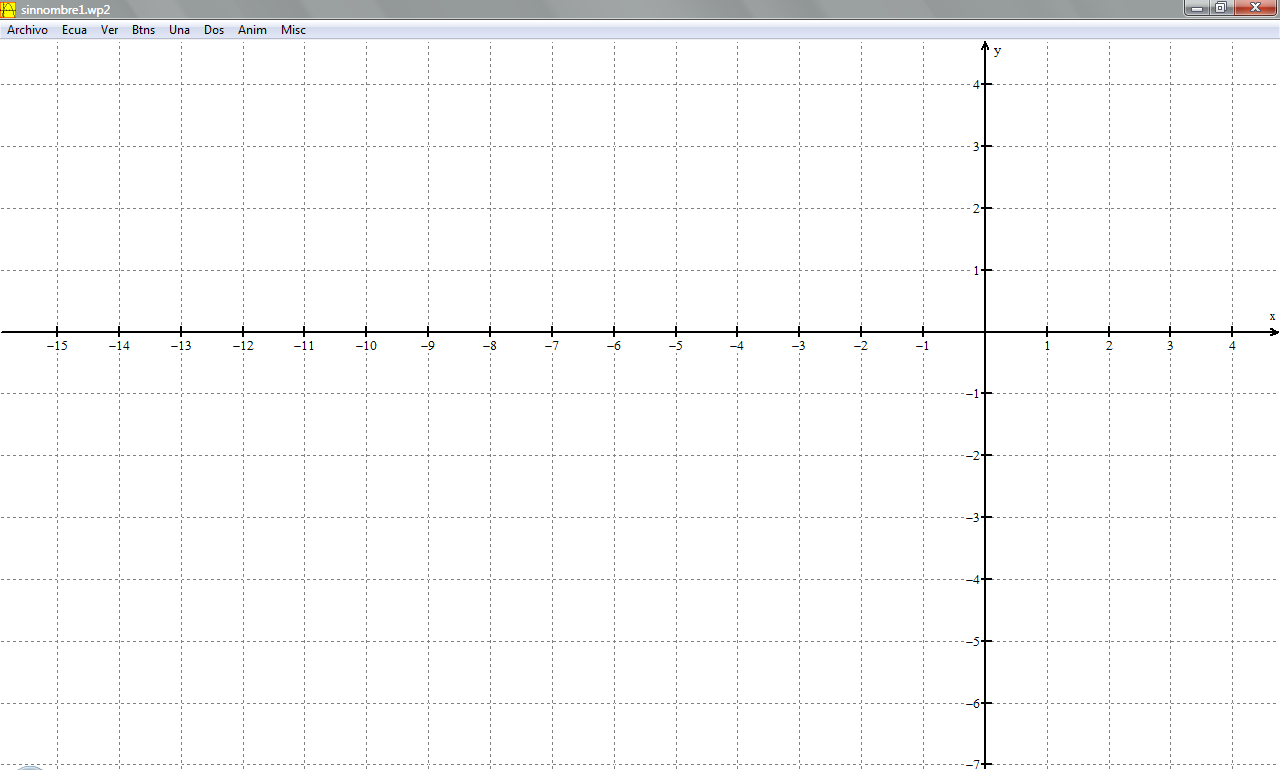 sinnombre1.wp2
Archivo Ecua Ver Btns Una Dos Anim Misc
y
4
3
2
1
x
−15 −14 −13 −12 −11 −10 −9 −8 −7 −6 −5 −4 −3 −2 −1 1 2 3 4
−1
−2
−3
−4
−5
−6
−7